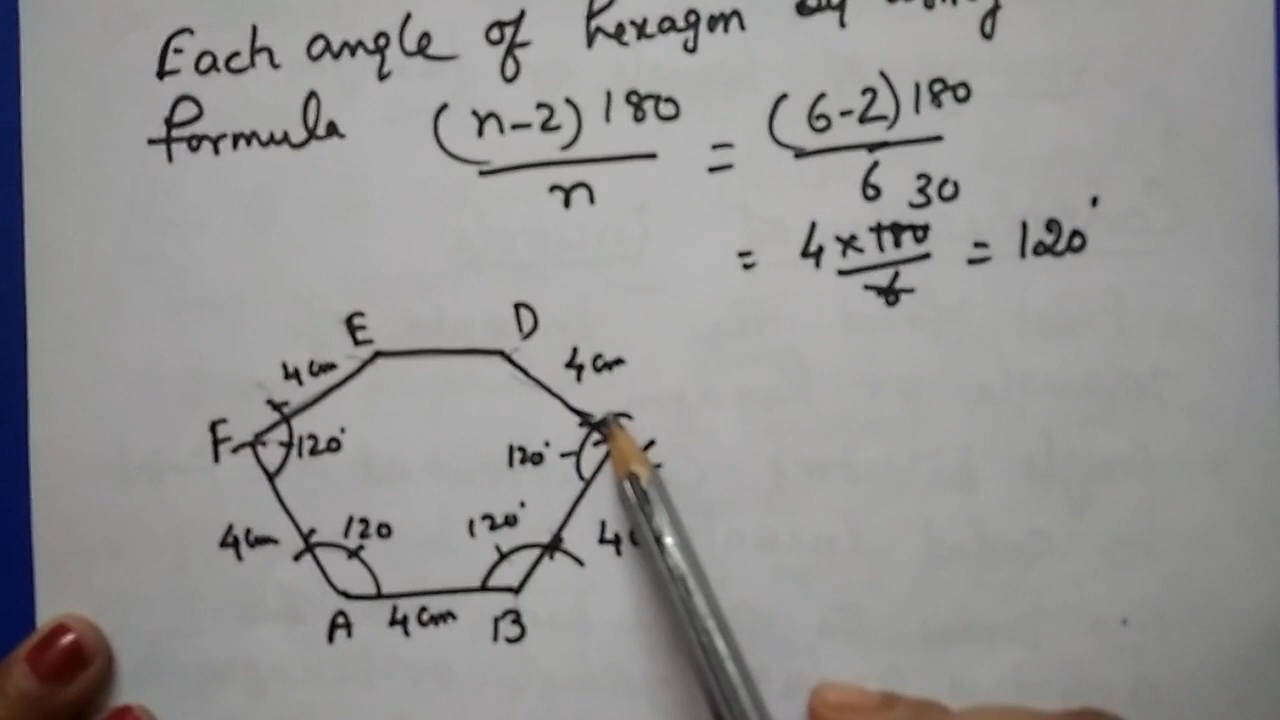 Each angle of hexagon
formula (n-2)180/n = (6-2)180/6
30
= 4×180/6 = 120°
E D
4cm 4cm
F 120° 120°
4cm 120 120°
A 4cm B